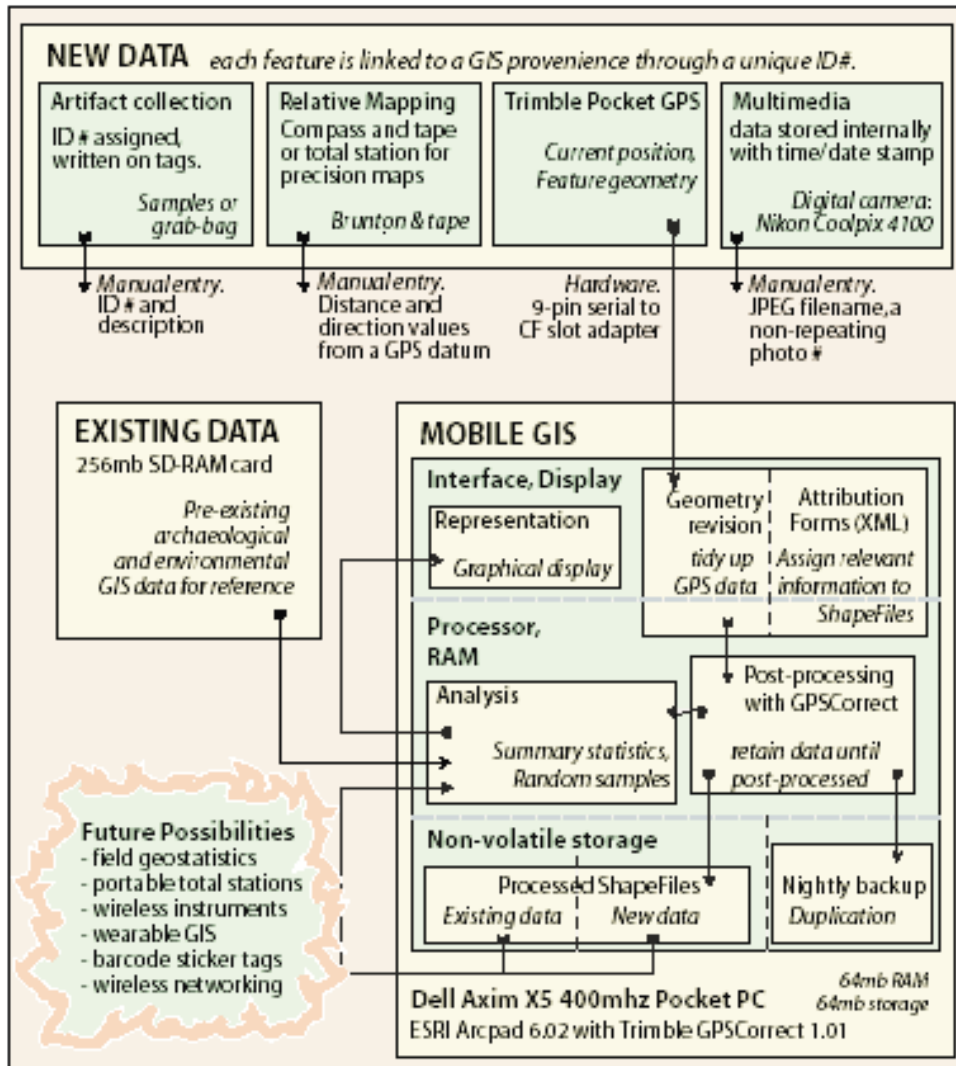 NEW DATA each feature is linked to a GIS provenience through a unique ID#.
Artifact collection
ID # assigned,
written on tags.
Samples or
grab-bag
Relative Mapping
Compass and tape
or total station for
precision maps
Brunton & tape
Trimble Pocket GPS
Current position,
Feature geometry
Multimedia
data stored internally
with time/date stamp
Digital camera:
Nikon Coolpix 4100
Manual entry.
ID # and
description
Manual entry.
Distance and
direction values
from a GPS datum
Hardware.
9-pin serial to
CF slot adapter
Manual entry.
JPEG filename, a
non-repeating
photo #
EXISTING DATA
256mb SD-RAM card
Pre-existing
archaeological
and environmental
GIS data for reference
MOBILE GIS
Interface, Display
Representation
Graphical display
Geometry
revision
tidy up
GPS data
Attribution
Forms (XML)
Assign relevant
information to
ShapeFiles
Processor,
RAM
Analysis
Summary statistics,
Random samples
Post-processing
with GPSCorrect
retain data until
post-processed
Non-volatile storage
Processed ShapeFiles
Existing data
New data
Nightly backup
Duplication
Future Possibilities
- field geostatistics
- portable total stations
- wireless instruments
- wearable GIS
- barcode sticker tags
- wireless networking
64mb RAM
64mb storage
Dell Axim X5 400mhz Pocket PC
ESRI Arcpad 6.02 with Trimble GPSCorrect 1.01